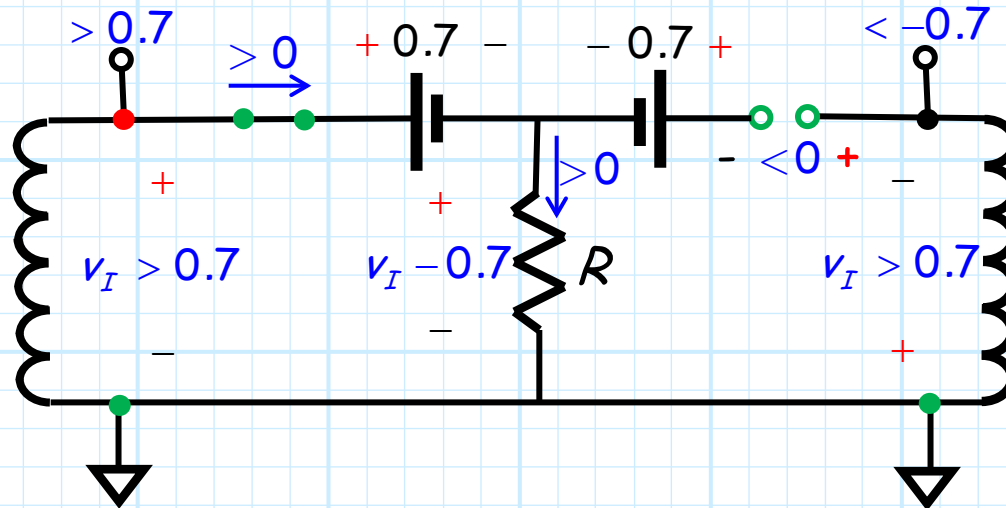 > 0.7
> 0
+ 0.7 −
− 0.7 +
< −0.7
+
>0
- <0 +
−
+
v_I > 0.7
v_I − 0.7
R
v_I > 0.7
−
−
+